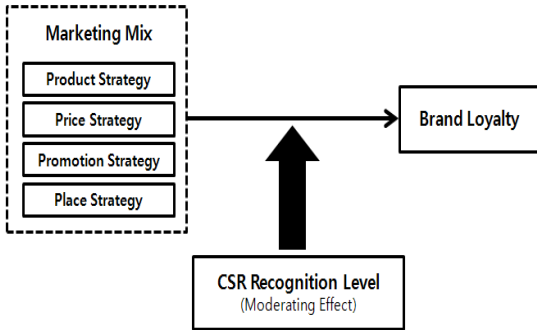 Marketing Mix
Product Strategy
Price Strategy
Promotion Strategy
Place Strategy
Brand Loyalty
CSR Recognition Level
(Moderating Effect)